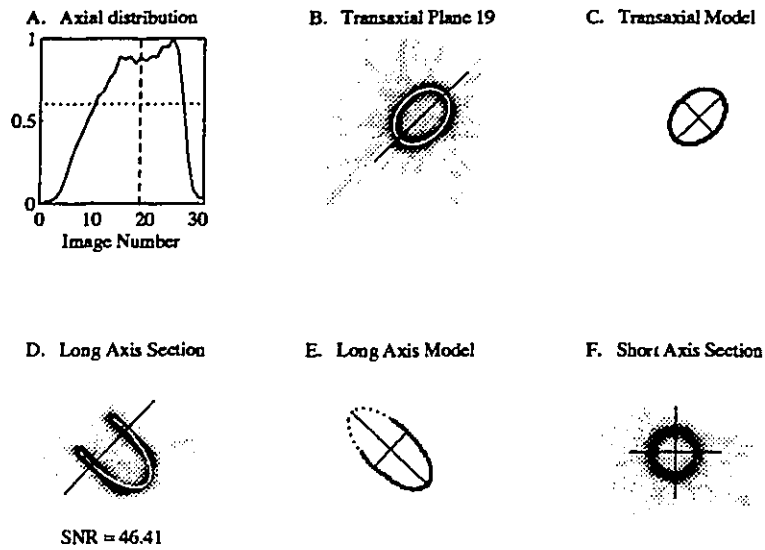 A. Axial distribution
B. Transaxial Plane 19
C. Transaxial Model
1
0.5
0
0 10 20 30
Image Number
D. Long Axis Section
E. Long Axis Model
F. Short Axis Section
SNR = 46.41